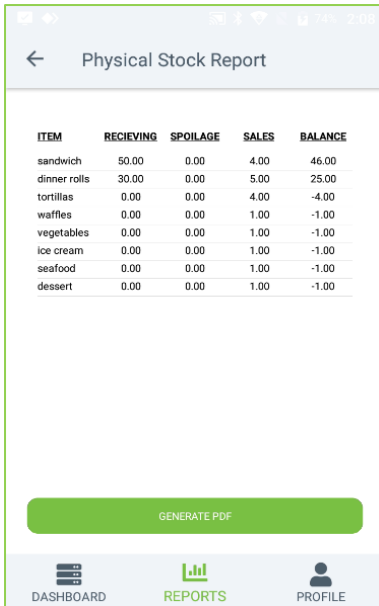 74% 2:08
Physical Stock Report
ITEM RECIEVING SPOILAGE SALES BALANCE
sandwich 50.00 0.00 4.00 46.00
dinner rolls 30.00 0.00 5.00 25.00
tortillas 0.00 0.00 4.00 -4.00
waffles 0.00 0.00 1.00 -1.00
vegetables 0.00 0.00 1.00 -1.00
ice cream 0.00 0.00 1.00 -1.00
seafood 0.00 0.00 1.00 -1.00
dessert 0.00 0.00 1.00 -1.00
GENERATE PDF
DASHBOARD REPORTS PROFILE